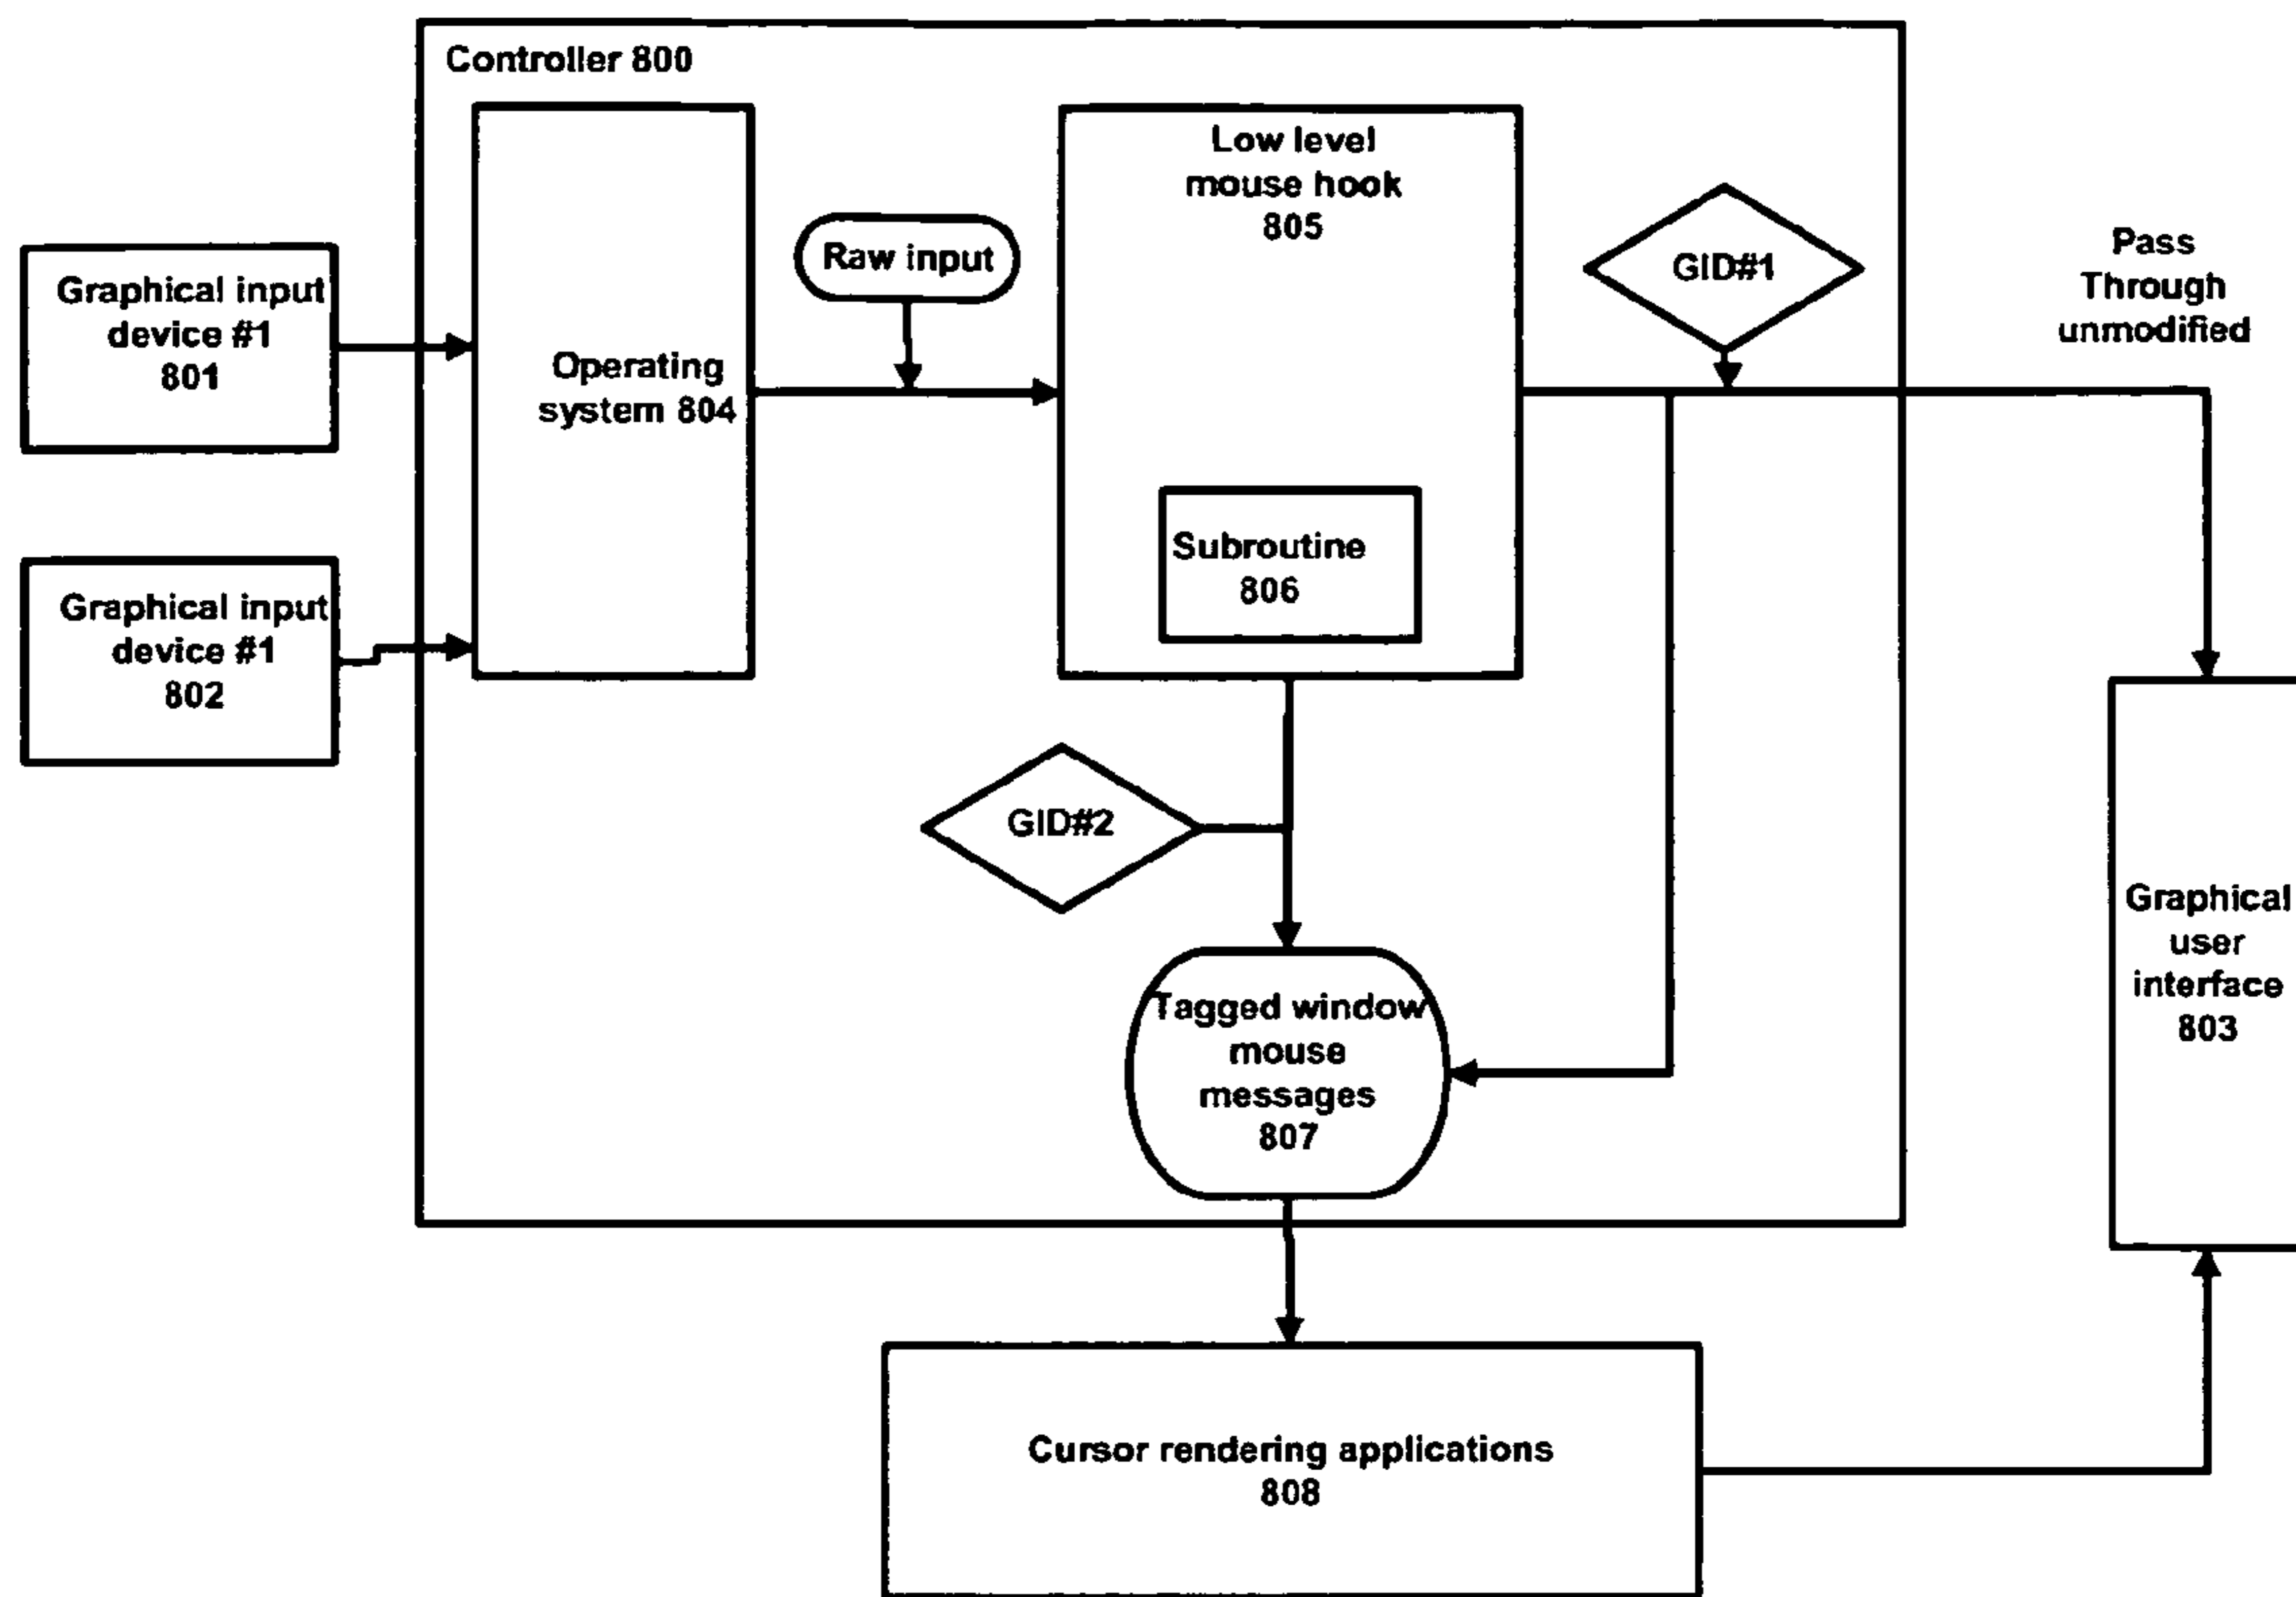 Controller 800
Graphical input
device #1
801
Graphical input
device #1
802
Operating
system 804
Raw input
Low level
mouse hook
805
Subroutine
806
GID#1
Pass
Through
unmodified
GID#2
Tagged window
mouse
messages
807
Graphical
user
interface
803
Cursor rendering applications
808